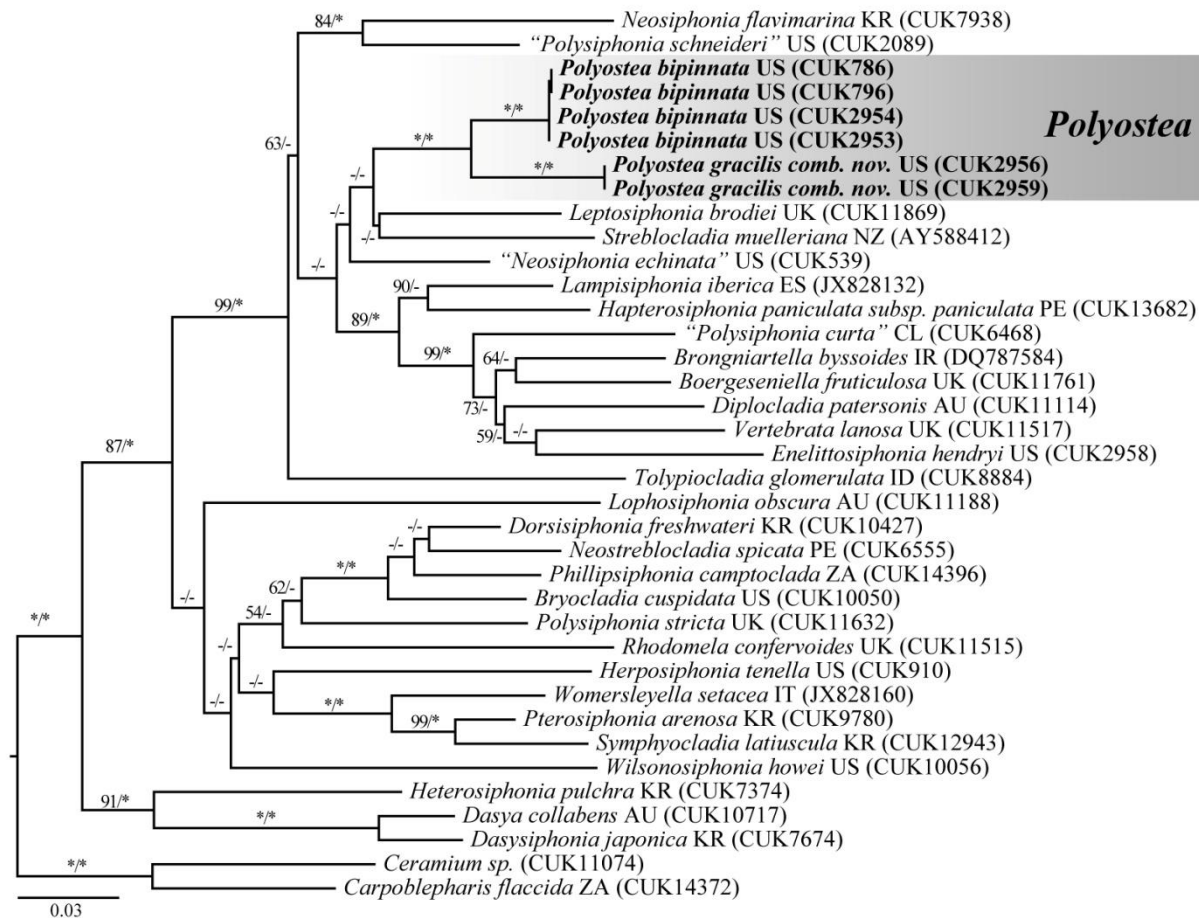 84/*
Neosiphonia flavimarina KR (CUK7938)
“Polysiphonia schneideri” US (CUK2089)
Polyostea bipinnata US (CUK786)
Polyostea bipinnata US (CUK796)
*/*
Polyostea bipinnata US (CUK2954)
Polyostea
Polyostea bipinnata US (CUK2953)
63/-
*/*
*/*
Polyostea gracilis comb. nov. US (CUK2956)
-/-
Polyostea gracilis comb. nov. US (CUK2959)
-/-
Leptosiphonia brodiei UK (CUK11869)
-/-
Streblocladia muelleriana NZ (AY588412)
-/-
“Neosiphonia echinata” US (CUK539)
90/-
Lampisiphonia iberica ES (JX828132)
99/*
Hapterosiphonia paniculata subsp. paniculata PE (CUK13682)
89/*
“Polysiphonia curta” CL (CUK6468)
99/*
64/-
Brongniartella byssoides IR (DQ787584)
Boergeseniella fruticulosa UK (CUK11761)
73/-
Diplocladia patersonis AU (CUK11114)
59/-
-/-
Vertebrata lanosa UK (CUK11517)
87/*
Enelittosiphonia hendryi US (CUK2958)
Tolypiocladia glomerulata ID (CUK8884)
Lophosiphonia obscura AU (CUK11188)
-/-
Dorsisiphonia freshwateri KR (CUK10427)
-/-
Neostreblocladia spicata PE (CUK6555)
*/*
Phillipsiphonia camptoclada ZA (CUK14396)
62/-
Bryocladia cuspidata US (CUK10050)
-/-
54/-
Polysiphonia stricta UK (CUK11632)
*/*
-/-
Rhodomela confervoides UK (CUK11515)
-/-
Herposiphonia tenella US (CUK910)
-/-
*/*
Womersleyella setacea IT (JX828160)
99/*
Pterosiphonia arenosa KR (CUK9780)
Symphyocladia latiuscula KR (CUK12943)
Wilsonosiphonia howei US (CUK10056)
91/*
Heterosiphonia pulchra KR (CUK7374)
*/*
Dasya collabens AU (CUK10717)
Dasysiphonia japonica KR (CUK7674)
*/*
Ceramium sp. (CUK11074)
Carpoblepharis flaccida ZA (CUK14372)
0.03